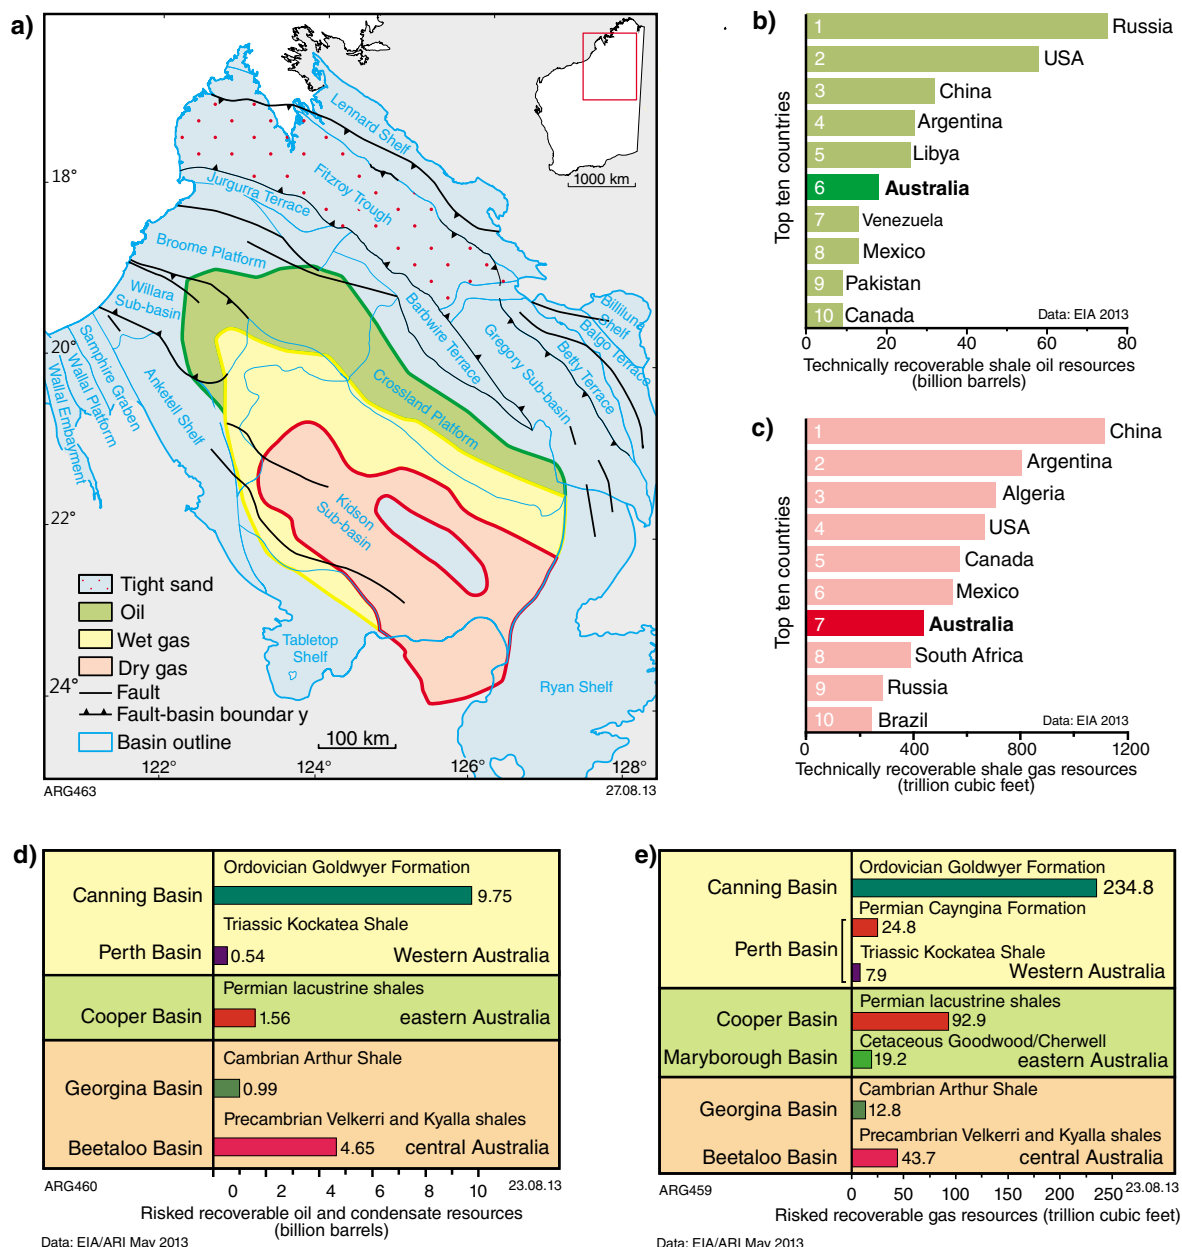 a)
Lennard Shelf
Fitzroy Trough
Jurgurra Terrace
Broome Platform
Willara
Sub-basin
Samphire Graben
Wallal Platform
Wallal Embayment
Anketell Shelf
Barbwire Terrace
Gregory Sub-basin
Betty Terrace
Balgo Terrace
Billiluna
Shelf
Crossland Platform
Kidson
Sub-basin
Tabletop
Shelf
Ryan Shelf
1000 km
18°
20°
22°
24°
Tight sand
Oil
Wet gas
Dry gas
Fault
Fault-basin boundar y
Basin outline
100 km
122°
124°
126°
128°
ARG463
27.08.13
b)
Top ten countries
1 Russia
2 USA
3 China
4 Argentina
5 Libya
6 Australia
7 Venezuela
8 Mexico
9 Pakistan
10 Canada
Data: EIA 2013
0 20 40 60 80
Technically recoverable shale oil resources
(billion barrels)
c)
Top ten countries
1 China
2 Argentina
3 Algeria
4 USA
5 Canada
6 Mexico
7 Australia
8 South Africa
9 Russia
10 Brazil
Data: EIA 2013
0 400 800 1200
Technically recoverable shale gas resources
(trillion cubic feet)
d)
Ordovician Goldwyer Formation
Canning Basin 9.75
Triassic Kockatea Shale
Perth Basin 0.54 Western Australia
Permian lacustrine shales
Cooper Basin 1.56 eastern Australia
Cambrian Arthur Shale
Georgina Basin 0.99
Precambrian Velkerri and Kyalla shales
Beetaloo Basin 4.65 central Australia
ARG460
0 2 4 6 8 10
23.08.13
Risked recoverable oil and condensate resources
(billion barrels)
Data: EIA/ARI May 2013
e)
Ordovician Goldwyer Formation
Canning Basin 234.8
Permian Cayngina Formation
24.8
Perth Basin
Triassic Kockatea Shale
7.9 Western Australia
Permian lacustrine shales
Cooper Basin 92.9
Cetaceous Goodwood/Cherwell
Maryborough Basin 19.2 eastern Australia
Cambrian Arthur Shale
Georgina Basin 12.8
Precambrian Velkerri and Kyalla shales
Beetaloo Basin 43.7 central Australia
ARG459
0 50 100 150 200 250
23.08.13
Risked recoverable gas resources (trillion cubic feet)
Data: EIA/ARI May 2013